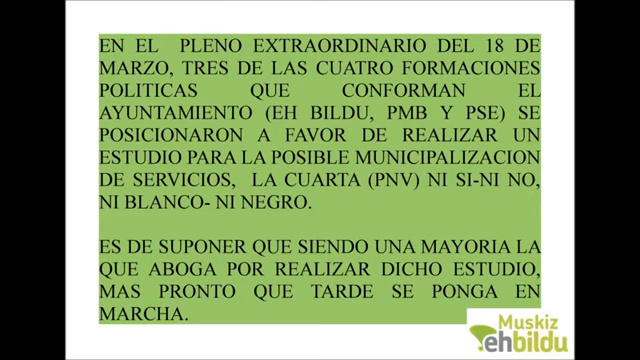 EN EL PLENO EXTRAORDINARIO DEL 18 DE
MARZO, TRES DE LAS CUATRO FORMACIONES
POLITICAS QUE CONFORMAN EL
AYUNTAMIENTO (EH BILDU, PMB Y PSE) SE
POSICIONARON A FAVOR DE REALIZAR UN
ESTUDIO PARA LA POSIBLE MUNICIPALIZACION
DE SERVICIOS, LA CUARTA (PNV) NI SI-NI NO,
NI BLANCO- NI NEGRO.
ES DE SUPONER QUE SIENDO UNA MAYORIA LA
QUE ABOGA POR REALIZAR DICHO ESTUDIO,
MAS PRONTO QUE TARDE SE PONGA EN
MARCHA.
Muskiz
ehbildu